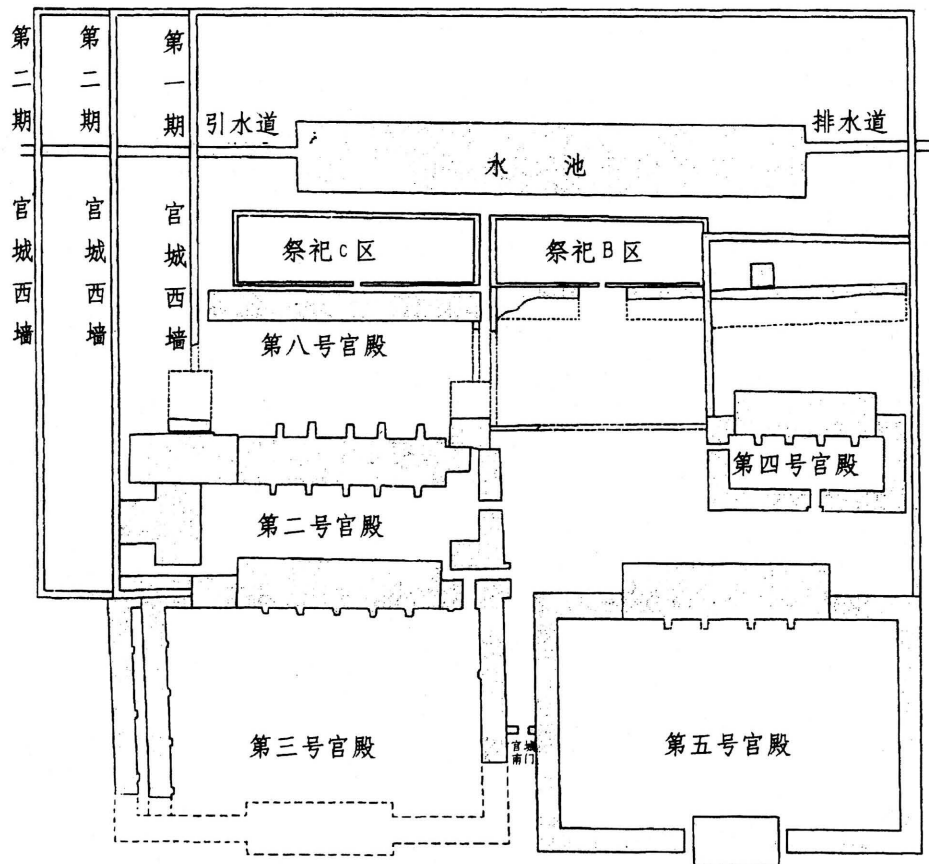 第二期宫城西墙
第二期宫城西墙
第一期宫城西墙
引水道
排水道
水池
祭祀C区
祭祀B区
第八号宫殿
第四号宫殿
第二号宫殿
第三号宫殿
宫城
南门
第五号宫殿